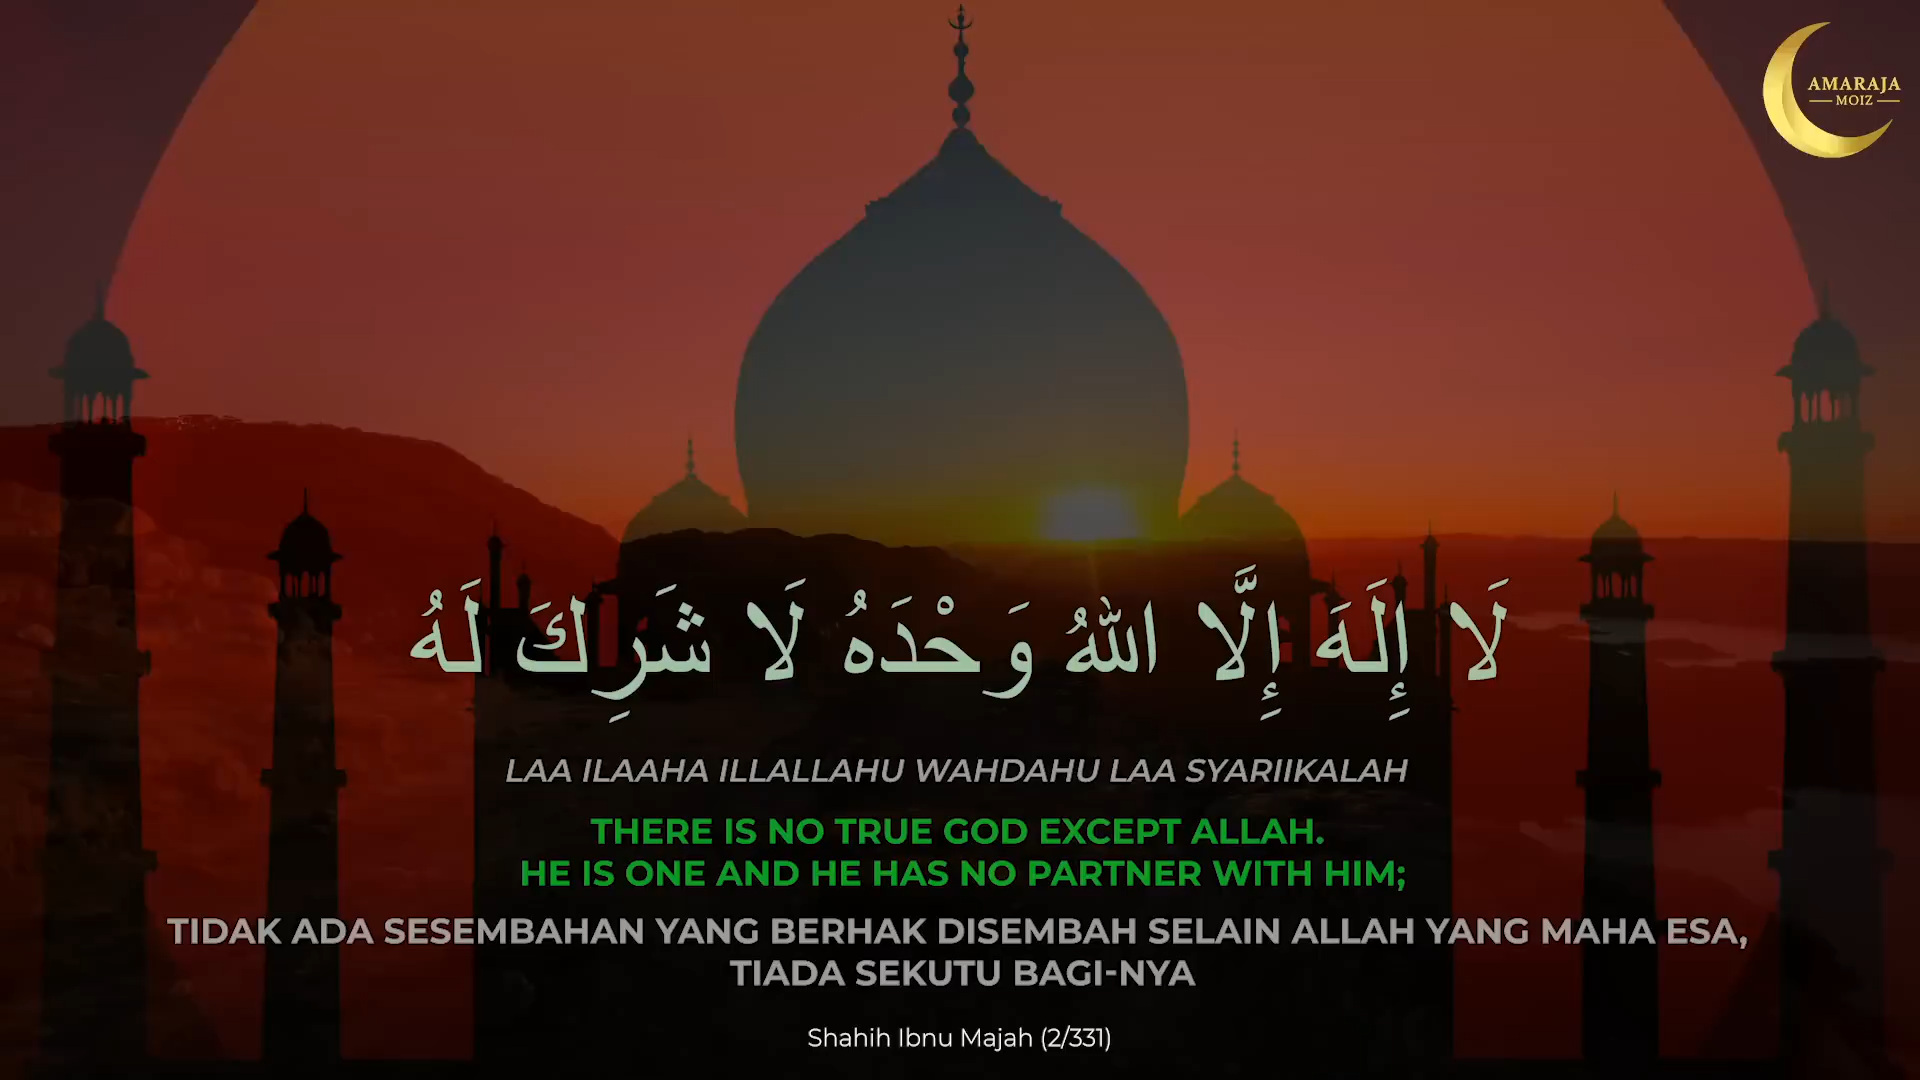 AMARAJA
MOIZ
لَا إِلَهَ إِلَّا اللهُ وَحْدَهُ لَا شَرِكَ لَهُ
LAA ILAAHA ILLALLAHU WAHDAHU LAA SYARIIKALAH
THERE IS NO TRUE GOD EXCEPT ALLAH.
HE IS ONE AND HE HAS NO PARTNER WITH HIM;
TIDAK ADA SESEMBAHAN YANG BERHAK DISEMBAH SELAIN ALLAH YANG MAHA ESA,
TIADA SEKUTU BAGI-NYA
Shahih Ibnu Majah (2/331)